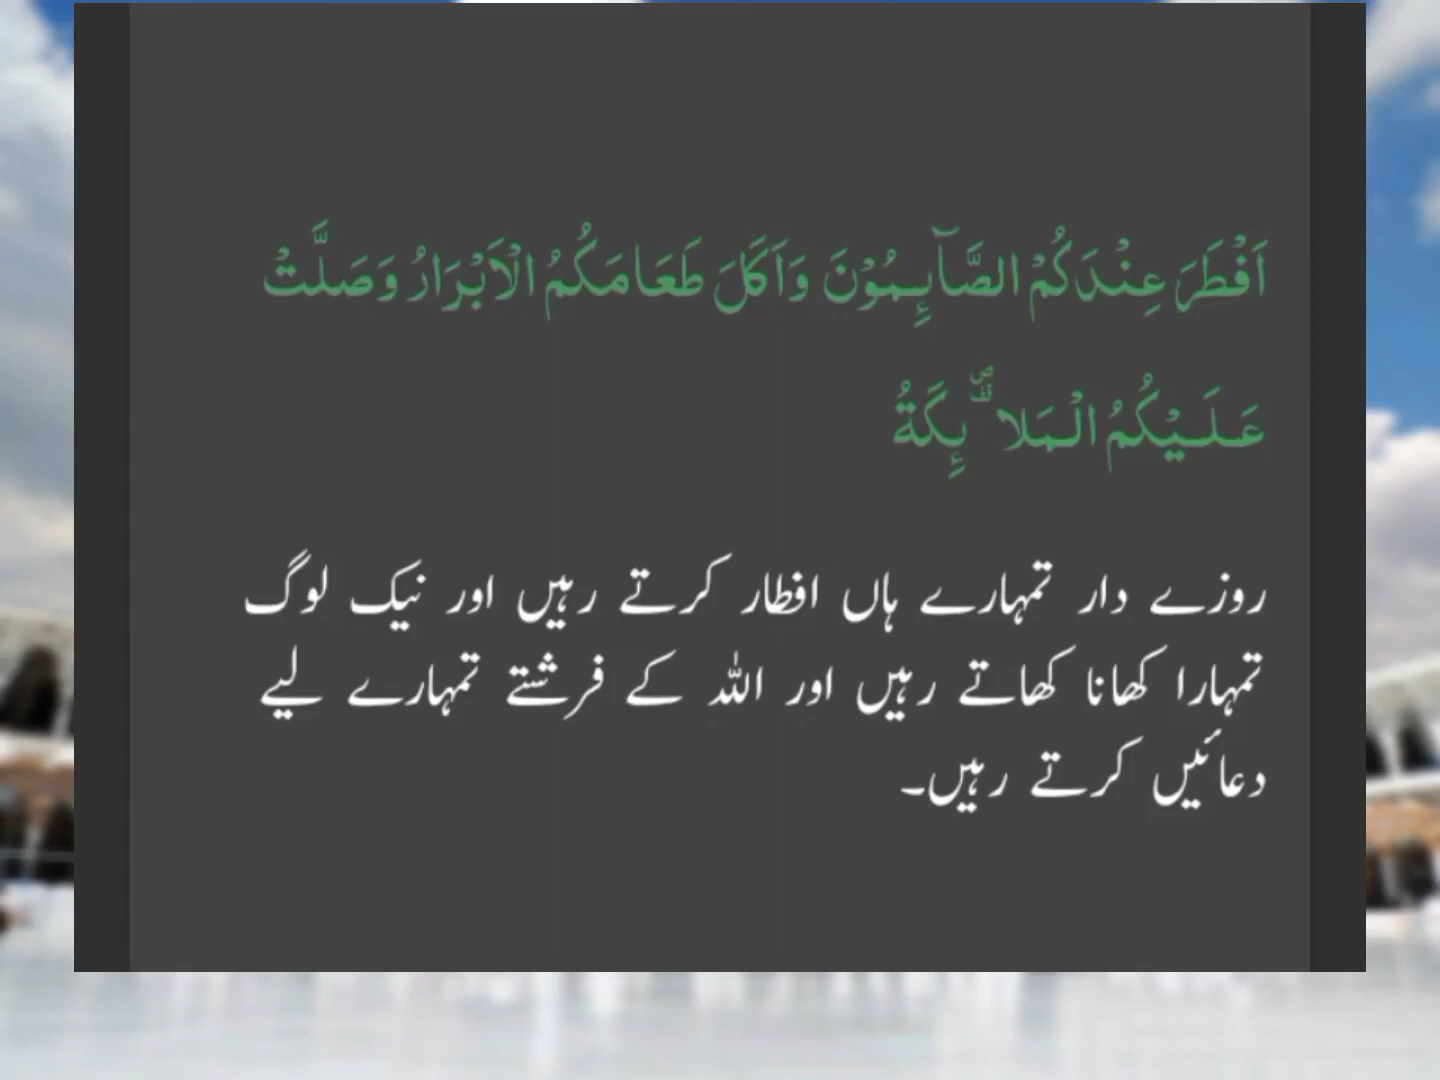 اَفْطَرَ عِنْدَكُمْ الصَّآئِمُوْنَ وَاَكَلَ طَعَامَكُمُ الْاَبْرَارُ وَصَلَّتْ
عَلَيْكُمُ الْمَلَائِكَةُ
روزے دار تمہارے ہاں افطار کرتے رہیں اور نیک لوگ
تمہارا کھانا کھاتے رہیں اور اللہ کے فرشتے تمہارے لیے
دعائیں کرتے رہیں۔